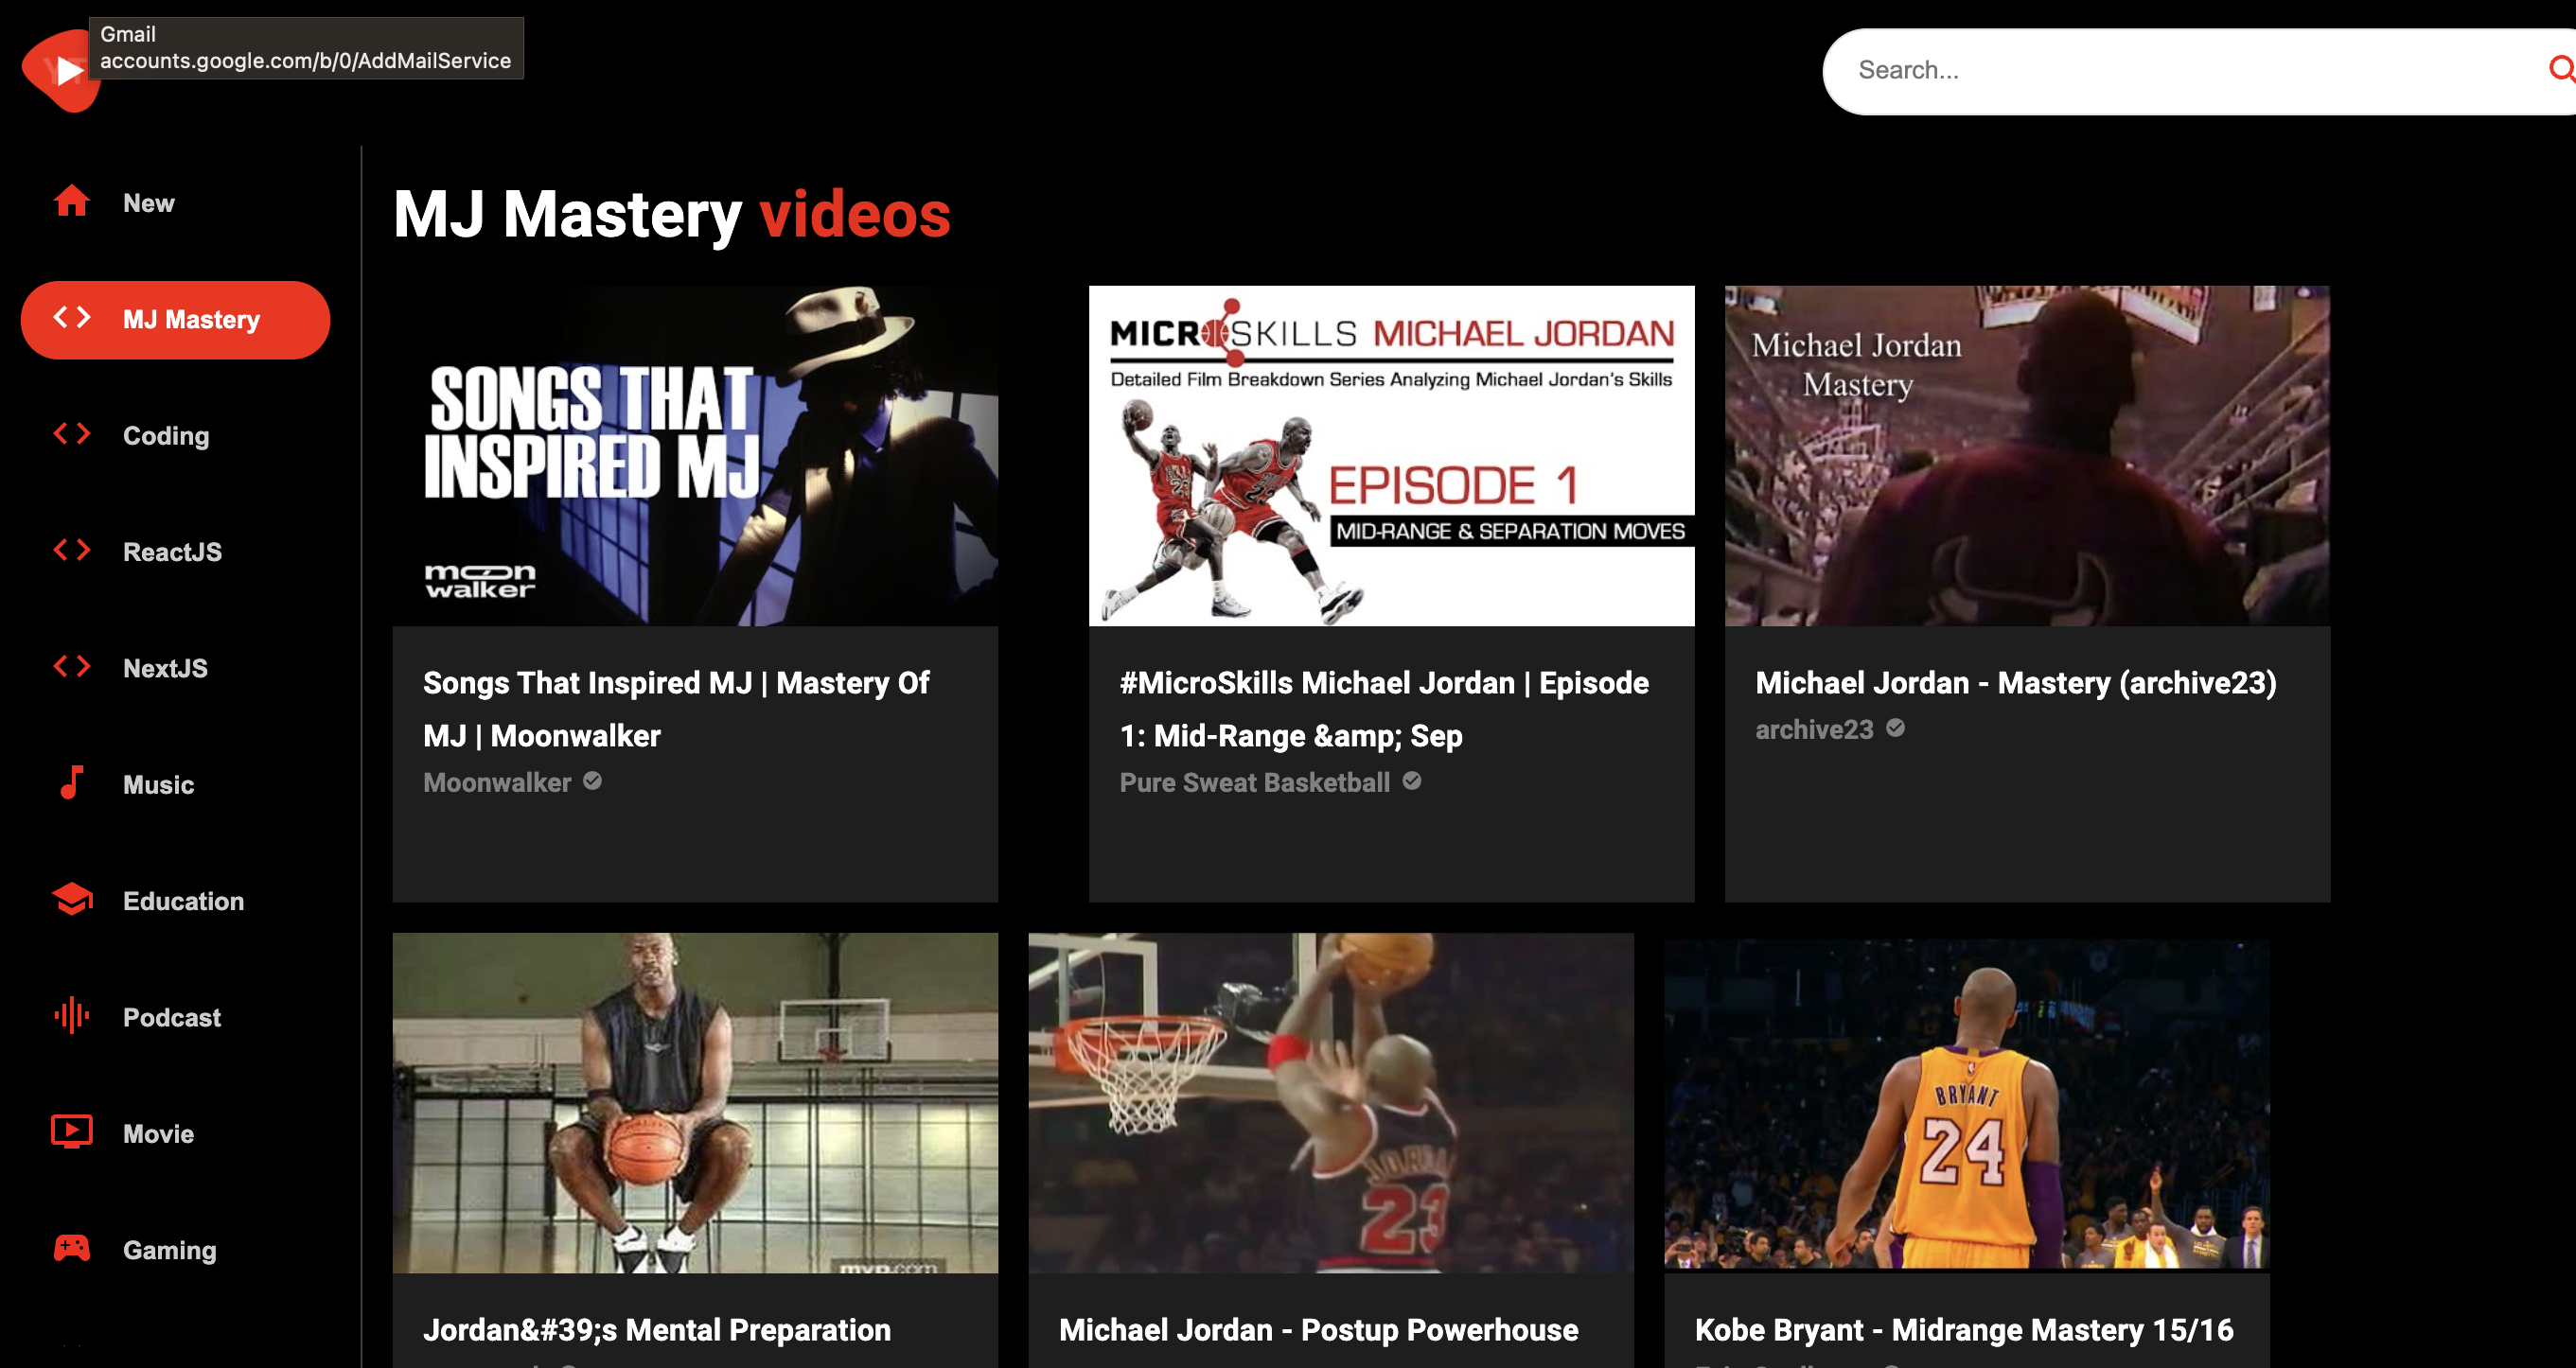 Gmail
accounts.google.com/b/0/AddMailService
Search...
New
MJ Mastery
Coding
ReactJS
NextJS
Music
Education
Podcast
Movie
Gaming
MJ Mastery videos
SONGS THAT
INSPIRED MJ
moon
walker
Songs That Inspired MJ | Mastery Of
MJ | Moonwalker
Moonwalker
MICROSKILLS MICHAEL JORDAN
Detailed Film Breakdown Series Analyzing Michael Jordan's Skills
EPISODE 1
MID-RANGE & SEPARATION MOVES
#MicroSkills Michael Jordan | Episode
1: Mid-Range &amp; Sep
Pure Sweat Basketball
Michael Jordan
Mastery
Michael Jordan - Mastery (archive23)
archive23
Jordan&#39;s Mental Preparation
JORDAN
23
Michael Jordan - Postup Powerhouse
BRYANT
24
Kobe Bryant - Midrange Mastery 15/16